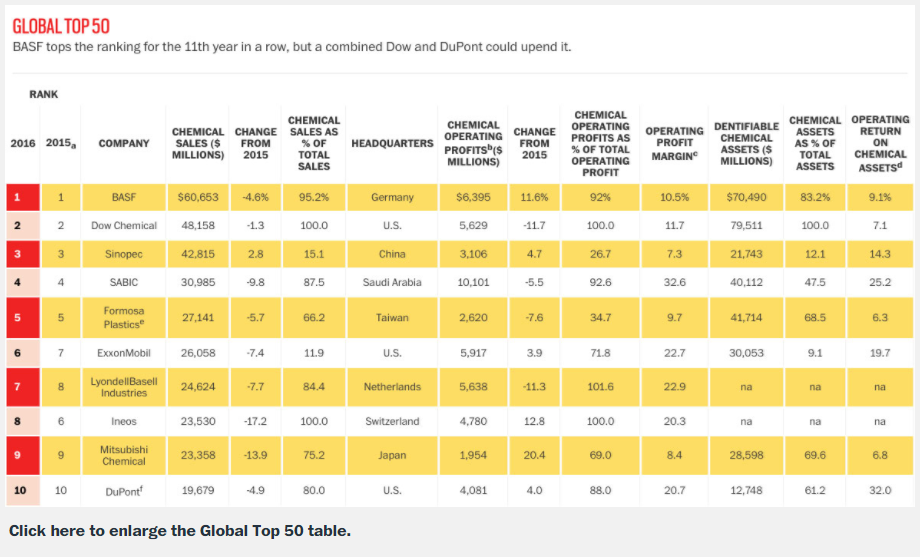 GLOBAL TOP 50
BASF tops the ranking for the 11th year in a row, but a combined Dow and DuPont could upend it.
RANK
2016 2015a COMPANY CHEMICAL SALES ($ MILLIONS) CHANGE FROM 2015 CHEMICAL SALES AS % OF TOTAL SALES HEADQUARTERS CHEMICAL OPERATING PROFITSb($ MILLIONS) CHANGE FROM 2015 CHEMICAL OPERATING PROFITS AS % OF TOTAL OPERATING PROFIT OPERATING PROFIT MARGINc DENTIFIABLE CHEMICAL ASSETS ($ MILLIONS) CHEMICAL ASSETS AS % OF TOTAL ASSETS OPERATING RETURN ON CHEMICAL ASSETSd
1 1 BASF $60,653 -4.6% 95.2% Germany $6,395 11.6% 92% 10.5% $70,490 83.2% 9.1%
2 2 Dow Chemical 48,158 -1.3 100.0 U.S. 5,629 -11.7 100.0 11.7 79,511 100.0 7.1
3 3 Sinopec 42,815 2.8 15.1 China 3,106 4.7 26.7 7.3 21,743 12.1 14.3
4 4 SABIC 30,985 -9.8 87.5 Saudi Arabia 10,101 -5.5 92.6 32.6 40,112 47.5 25.2
5 5 Formosa Plasticse 27,141 -5.7 66.2 Taiwan 2,620 -7.6 34.7 9.7 41,714 68.5 6.3
6 7 ExxonMobil 26,058 -7.4 11.9 U.S. 5,917 3.9 71.8 22.7 30,053 9.1 19.7
7 8 LyondellBasell Industries 24,624 -7.7 84.4 Netherlands 5,638 -11.3 101.6 22.9 na na na
8 6 Ineos 23,530 -17.2 100.0 Switzerland 4,780 12.8 100.0 20.3 na na na
9 9 Mitsubishi Chemical 23,358 -13.9 75.2 Japan 1,954 20.4 69.0 8.4 28,598 69.6 6.8
10 10 DuPontf 19,679 -4.9 80.0 U.S. 4,081 4.0 88.0 20.7 12,748 61.2 32.0
Click here to enlarge the Global Top 50 table.